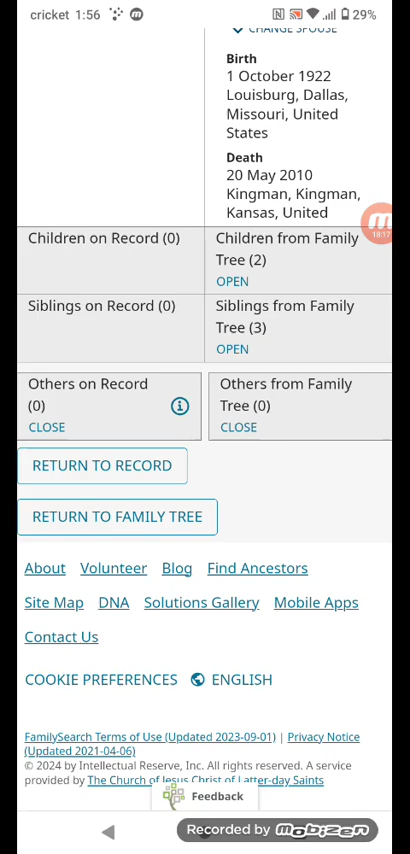 cricket 1:56 29%
CHANGE SPOUSE
Birth
1 October 1922
Louisburg, Dallas,
Missouri, United
States
Death
20 May 2010
Kingman, Kingman,
Kansas, United
18:17
Children on Record (0)
Children from Family
Tree (2)
OPEN
Siblings on Record (0)
Siblings from Family
Tree (3)
OPEN
Others on Record
(0)
CLOSE
Others from Family
Tree (0)
CLOSE
RETURN TO RECORD
RETURN TO FAMILY TREE
About Volunteer Blog Find Ancestors
Site Map DNA Solutions Gallery Mobile Apps
Contact Us
COOKIE PREFERENCES ENGLISH
FamilySearch Terms of Use (Updated 2023-09-01) | Privacy Notice
(Updated 2021-04-06)
© 2024 by Intellectual Reserve, Inc. All rights reserved. A service
provided by The Church of Jesus Christ of Latter-day Saints
Feedback
Recorded by mobizen